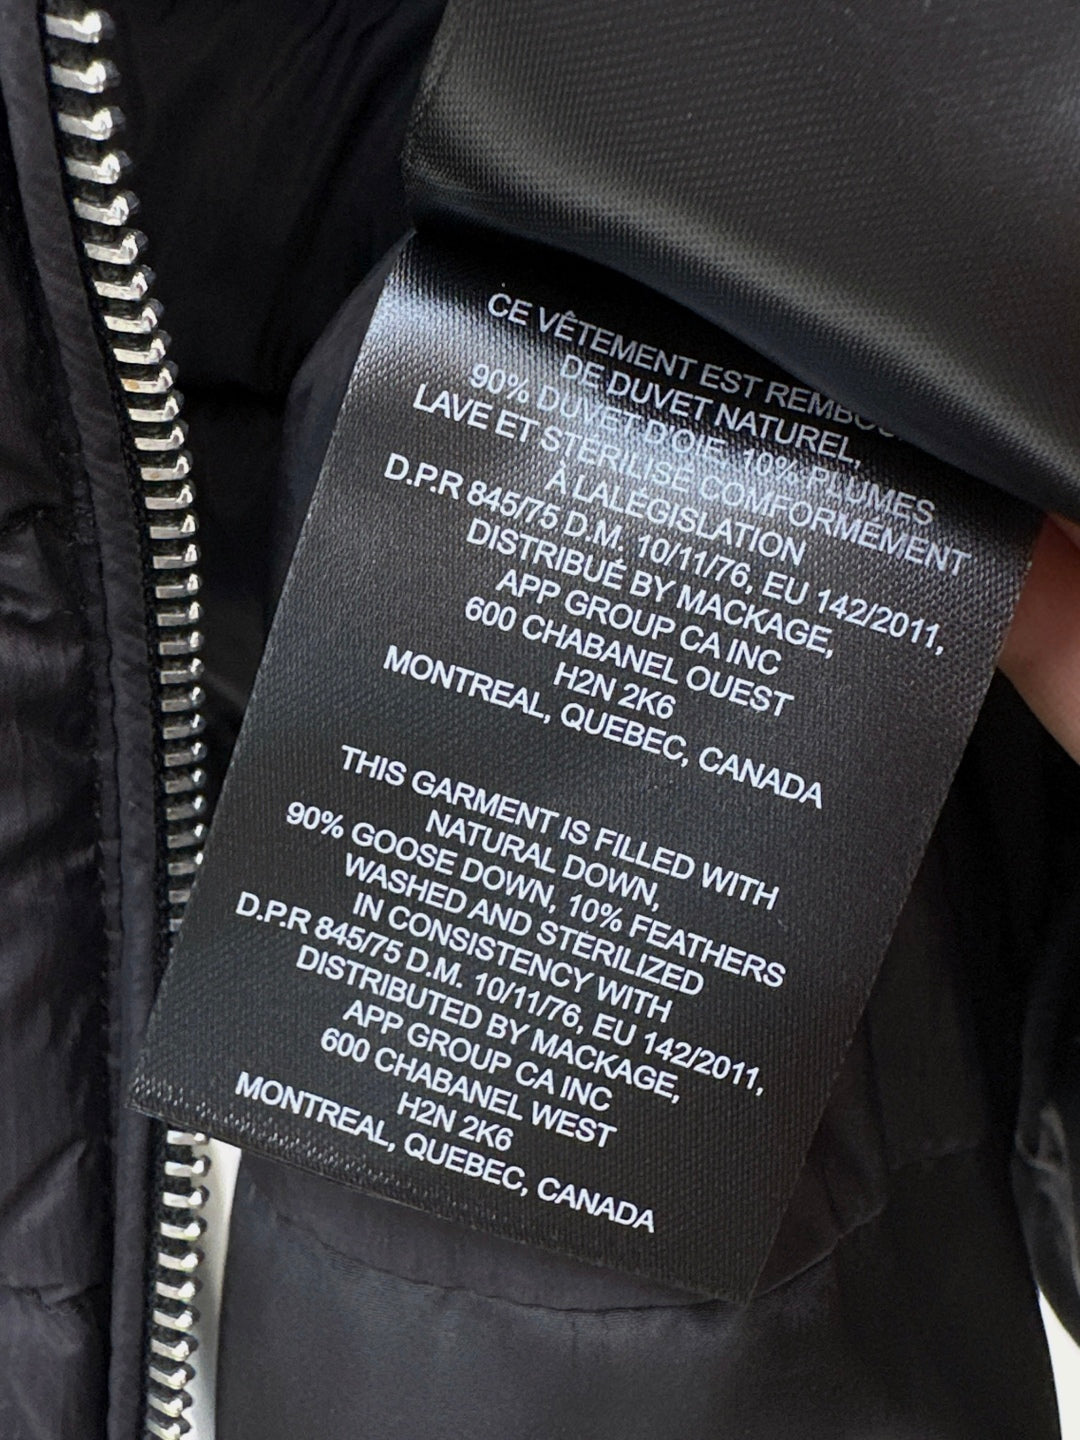 CE VÊTEMENT EST
DE DUVET NATUREL,
90% DUVET D'OIE, 10% PLUMES
LAVE ET STÉRILISÉ COMFORMÉMENT
À LALÉGISLATION
D.P.R 845/75 D.M. 10/11/76, EU 142/2011,
DISTRIBUÉ BY MACKAGE,
APP GROUP CA INC
600 CHABANEL OUEST
H2N 2K6
MONTREAL, QUEBEC, CANADA
THIS GARMENT IS FILLED WITH
NATURAL DOWN,
90% GOOSE DOWN, 10% FEATHERS
WASHED AND STERILIZED
IN CONSISTENCY WITH
D.P.R 845/75 D.M. 10/11/76, EU 142/2011,
DISTRIBUTED BY MACKAGE,
APP GROUP CA INC
600 CHABANEL WEST
H2N 2K6
MONTREAL, QUEBEC, CANADA